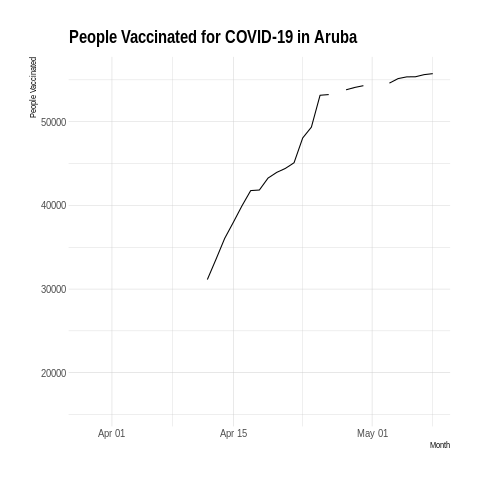 People Vaccinated for COVID-19 in Aruba
People Vaccinated
50000
40000
30000
20000
Apr 01 Apr 15 May 01
Month